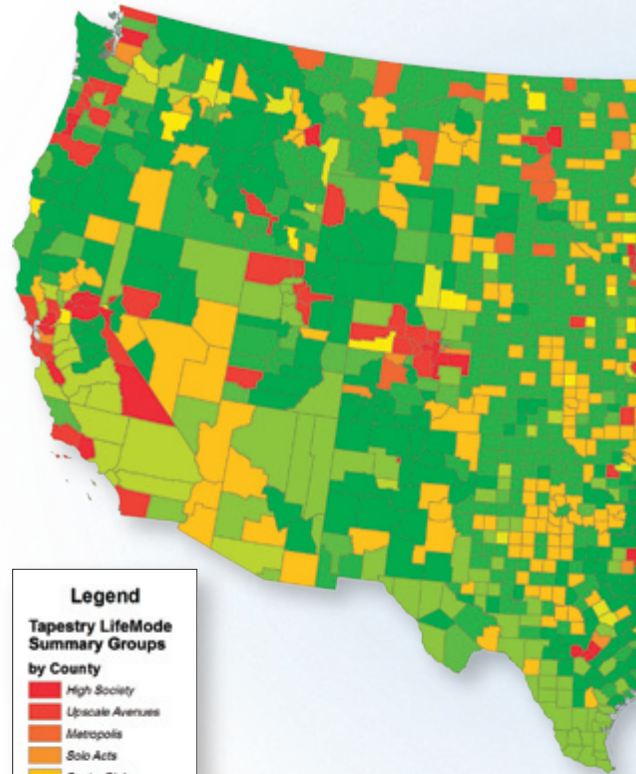 Legend
Tapestry LifeMode
Summary Groups
by County
High Society
Upscale Avenues
Metropolis
Solo Acts